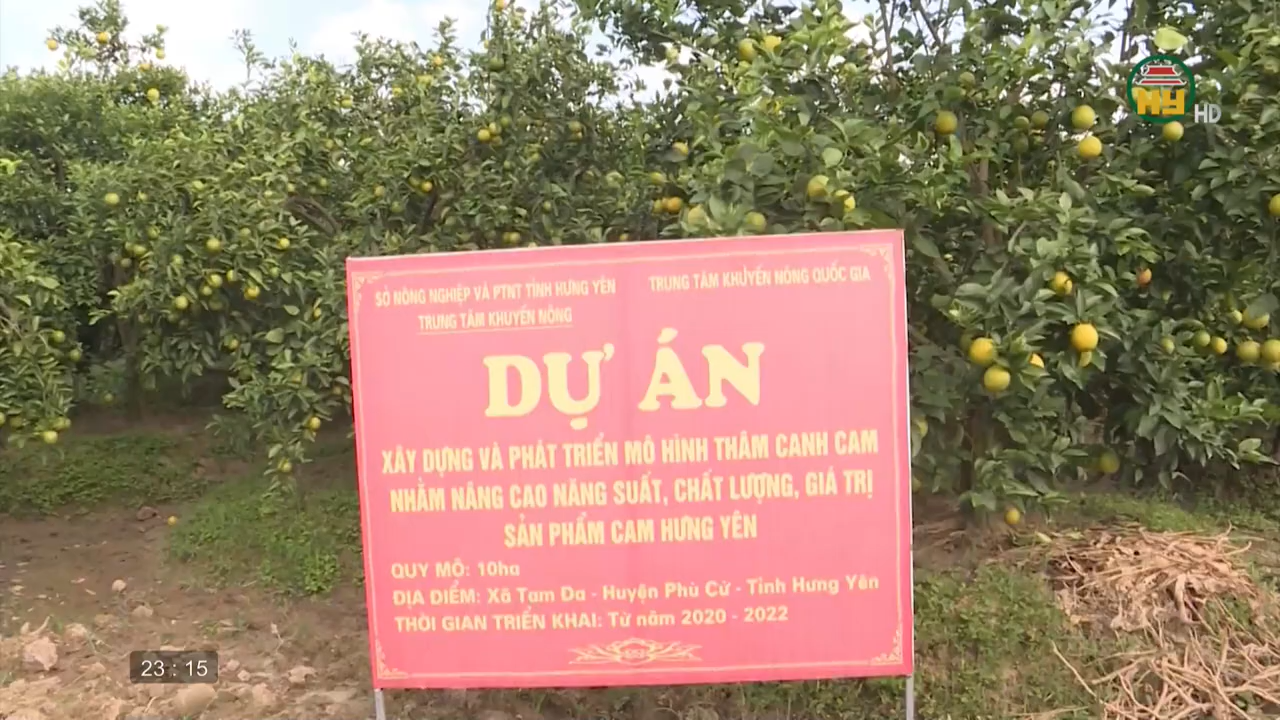 HY HD
SỞ NÔNG NGHIỆP VÀ PTNT TỈNH HƯNG YÊN
TRUNG TÂM KHUYẾN NÔNG
TRUNG TÂM KHUYẾN NÔNG QUỐC GIA
DỰ ÁN
XÂY DỰNG VÀ PHÁT TRIỂN MÔ HÌNH THÂM CANH CAM
NHẰM NÂNG CAO NĂNG SUẤT, CHẤT LƯỢNG, GIÁ TRỊ
SẢN PHẨM CAM HƯNG YÊN
QUY MÔ: 10ha
ĐỊA ĐIỂM: Xã Tam Đa - Huyện Phù Cừ - Tỉnh Hưng Yên
THỜI GIAN TRIỂN KHAI: Từ năm 2020 - 2022
23 : 15